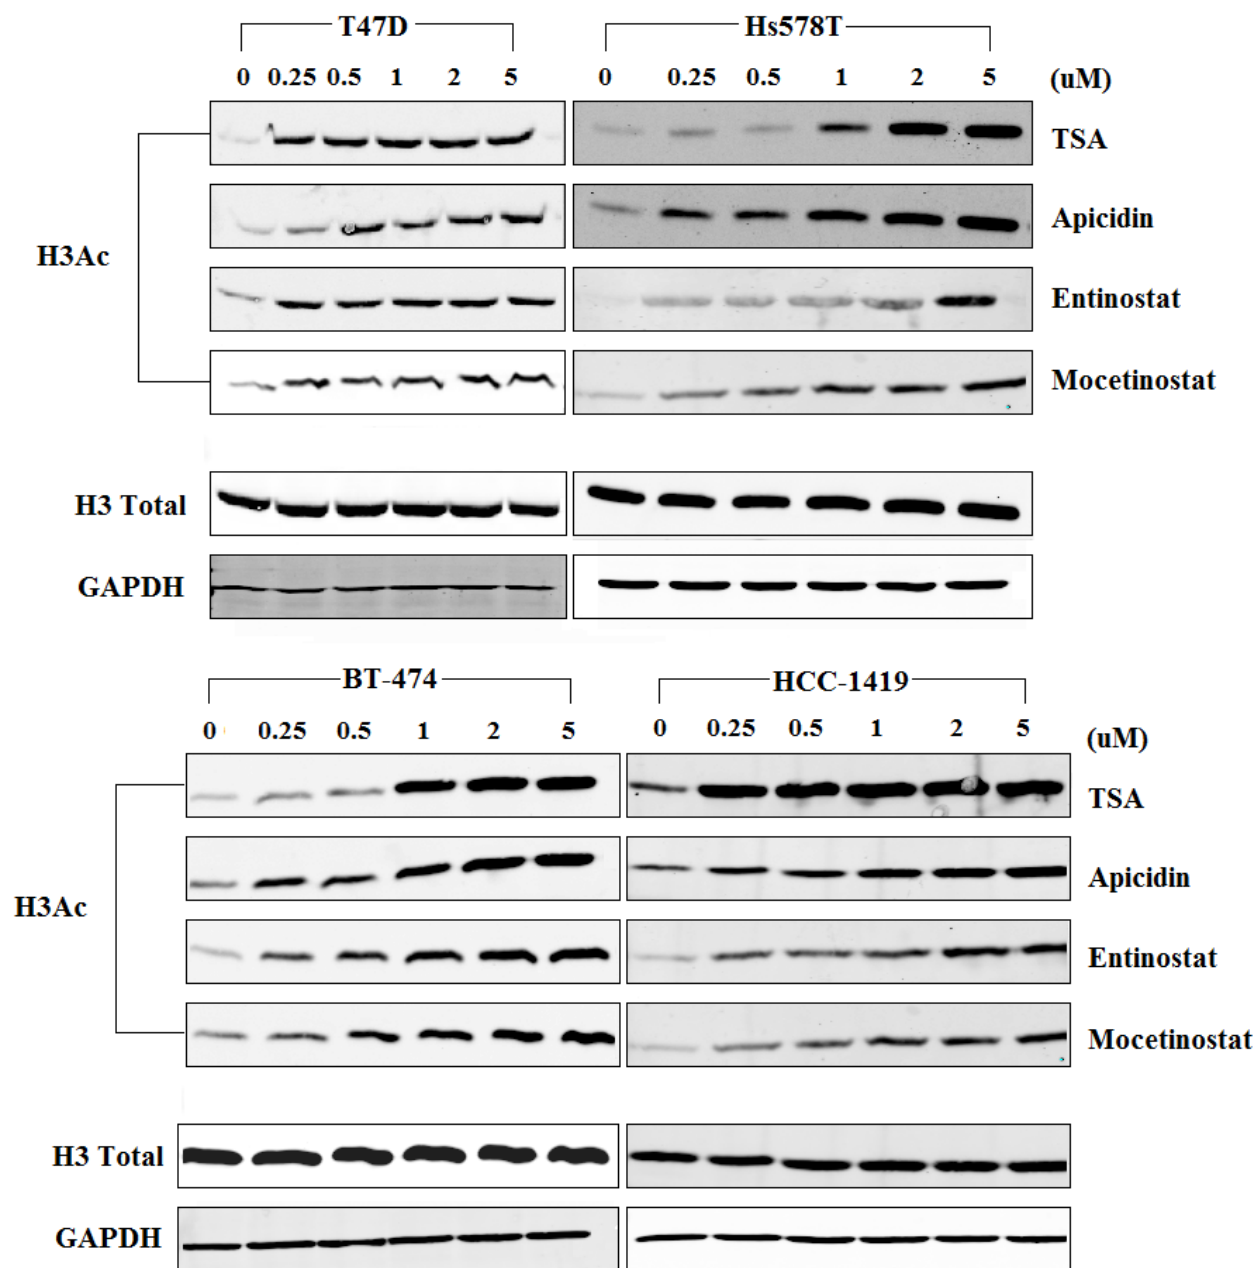 T47D Hs578T
0 0.25 0.5 1 2 5 0 0.25 0.5 1 2 5 (uM)
TSA
Apicidin
H3Ac
Entinostat
Mocetinostat
H3 Total
GAPDH
BT-474 HCC-1419
0 0.25 0.5 1 2 5 0 0.25 0.5 1 2 5 (uM)
TSA
Apicidin
H3Ac
Entinostat
Mocetinostat
H3 Total
GAPDH